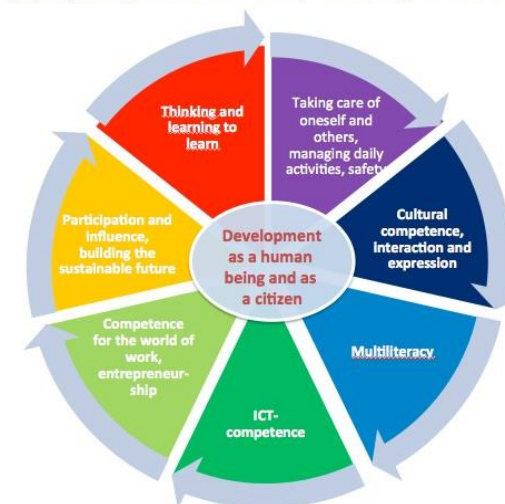 Thinking and
learning to
learn
Taking care of
oneself and
others,
managing daily
activities, safety
Cultural
competence,
interaction and
expression
Multiliteracy
ICT-
competence
Competence
for the world of
work,
entrepreneur-
ship
Participation and
influence,
building the
sustainable future
Development
as a human
being and as
a citizen